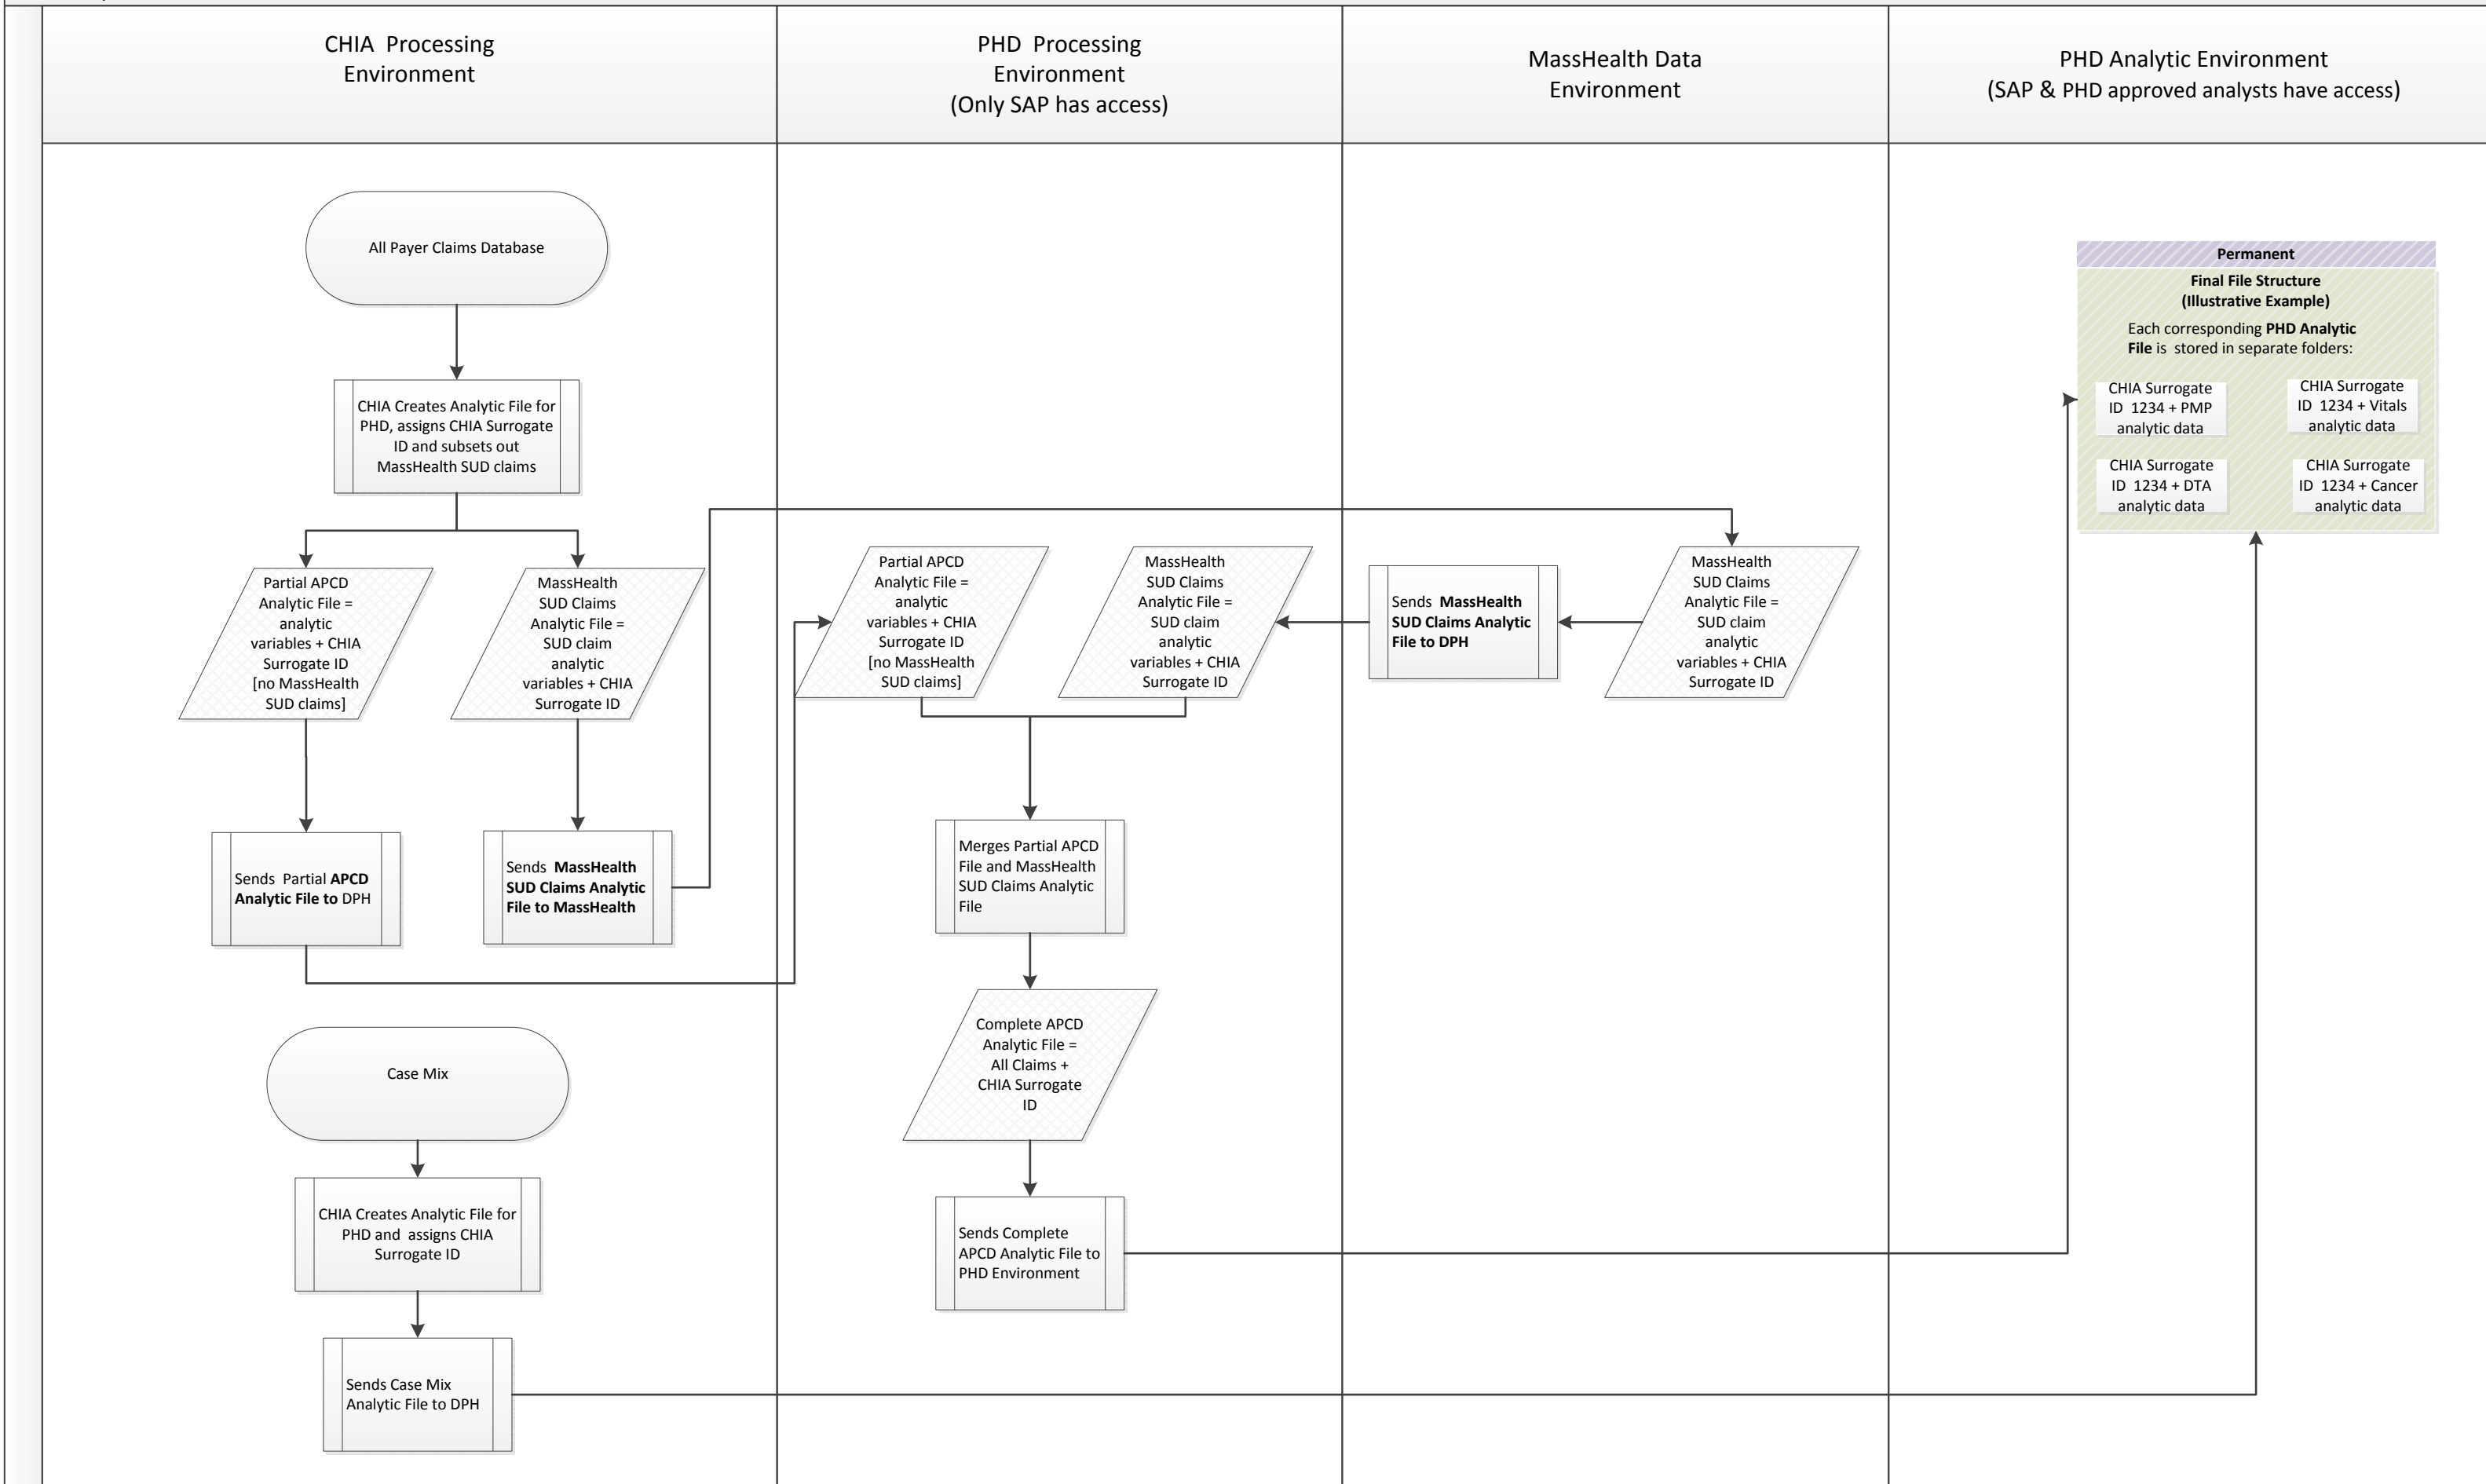 CHIA Processing
Environment
PHD Processing
Environment
(Only SAP has access)
MassHealth Data
Environment
PHD Analytic Environment
(SAP & PHD approved analysts have access)
All Payer Claims Database
CHIA Creates Analytic File for
PHD, assigns CHIA Surrogate
ID and subsets out
MassHealth SUD claims
Partial APCD
Analytic File =
analytic
variables + CHIA
Surrogate ID
[no MassHealth
SUD claims]
MassHealth
SUD Claims
Analytic File =
SUD claim
analytic
variables + CHIA
Surrogate ID
Sends Partial APCD
Analytic File to DPH
Sends MassHealth
SUD Claims Analytic
File to MassHealth
Case Mix
CHIA Creates Analytic File for
PHD and assigns CHIA
Surrogate ID
Sends Case Mix
Analytic File to DPH
Partial APCD
Analytic File =
analytic
variables + CHIA
Surrogate ID
[no MassHealth
SUD claims]
MassHealth
SUD Claims
Analytic File =
SUD claim
analytic
variables + CHIA
Surrogate ID
Merges Partial APCD
File and MassHealth
SUD Claims Analytic
File
Complete APCD
Analytic File =
All Claims +
CHIA Surrogate
ID
Sends Complete
APCD Analytic File to
PHD Environment
Sends MassHealth
SUD Claims Analytic
File to DPH
MassHealth
SUD Claims
Analytic File =
SUD claim
analytic
variables + CHIA
Surrogate ID
Permanent
Final File Structure
(Illustrative Example)
Each corresponding PHD Analytic
File is stored in separate folders:
CHIA Surrogate
ID 1234 + PMP
analytic data
CHIA Surrogate
ID 1234 + Vitals
analytic data
CHIA Surrogate
ID 1234 + DTA
analytic data
CHIA Surrogate
ID 1234 + Cancer
analytic data